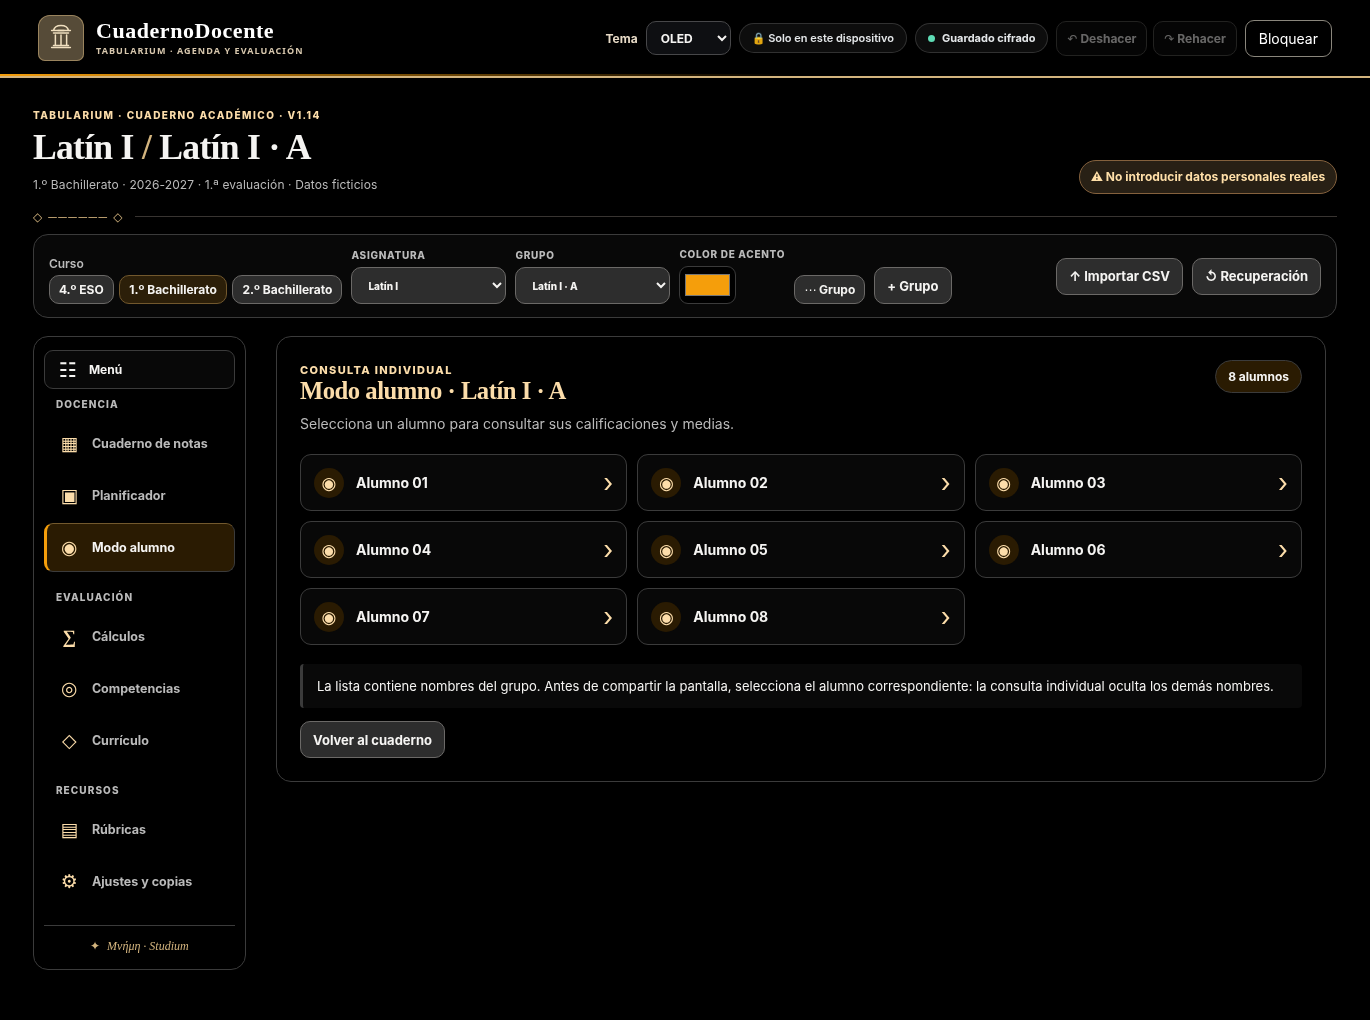 CuadernoDocente
TABULARIUM · AGENDA Y EVALUACIÓN
Tema
OLED
🔒 Solo en este dispositivo
Guardado cifrado
↶ Deshacer
↷ Rehacer
Bloquear
TABULARIUM · CUADERNO ACADÉMICO · V1.14
Latín I / Latín I · A
1.º Bachillerato · 2026-2027 · 1.ª evaluación · Datos ficticios
⚠ No introducir datos personales reales
Curso
4.º ESO
1.º Bachillerato
2.º Bachillerato
ASIGNATURA
Latín I
GRUPO
Latín I · A
COLOR DE ACENTO
··· Grupo
+ Grupo
↑ Importar CSV
↺ Recuperación
Menú
DOCENCIA
Cuaderno de notas
Planificador
Modo alumno
EVALUACIÓN
∑ Cálculos
Competencias
Currículo
RECURSOS
Rúbricas
Ajustes y copias
✦ Μνήμη · Studium
CONSULTA INDIVIDUAL
Modo alumno · Latín I · A
8 alumnos
Selecciona un alumno para consultar sus calificaciones y medias.
Alumno 01
Alumno 02
Alumno 03
Alumno 04
Alumno 05
Alumno 06
Alumno 07
Alumno 08
La lista contiene nombres del grupo. Antes de compartir la pantalla, selecciona el alumno correspondiente: la consulta individual oculta los demás nombres.
Volver al cuaderno